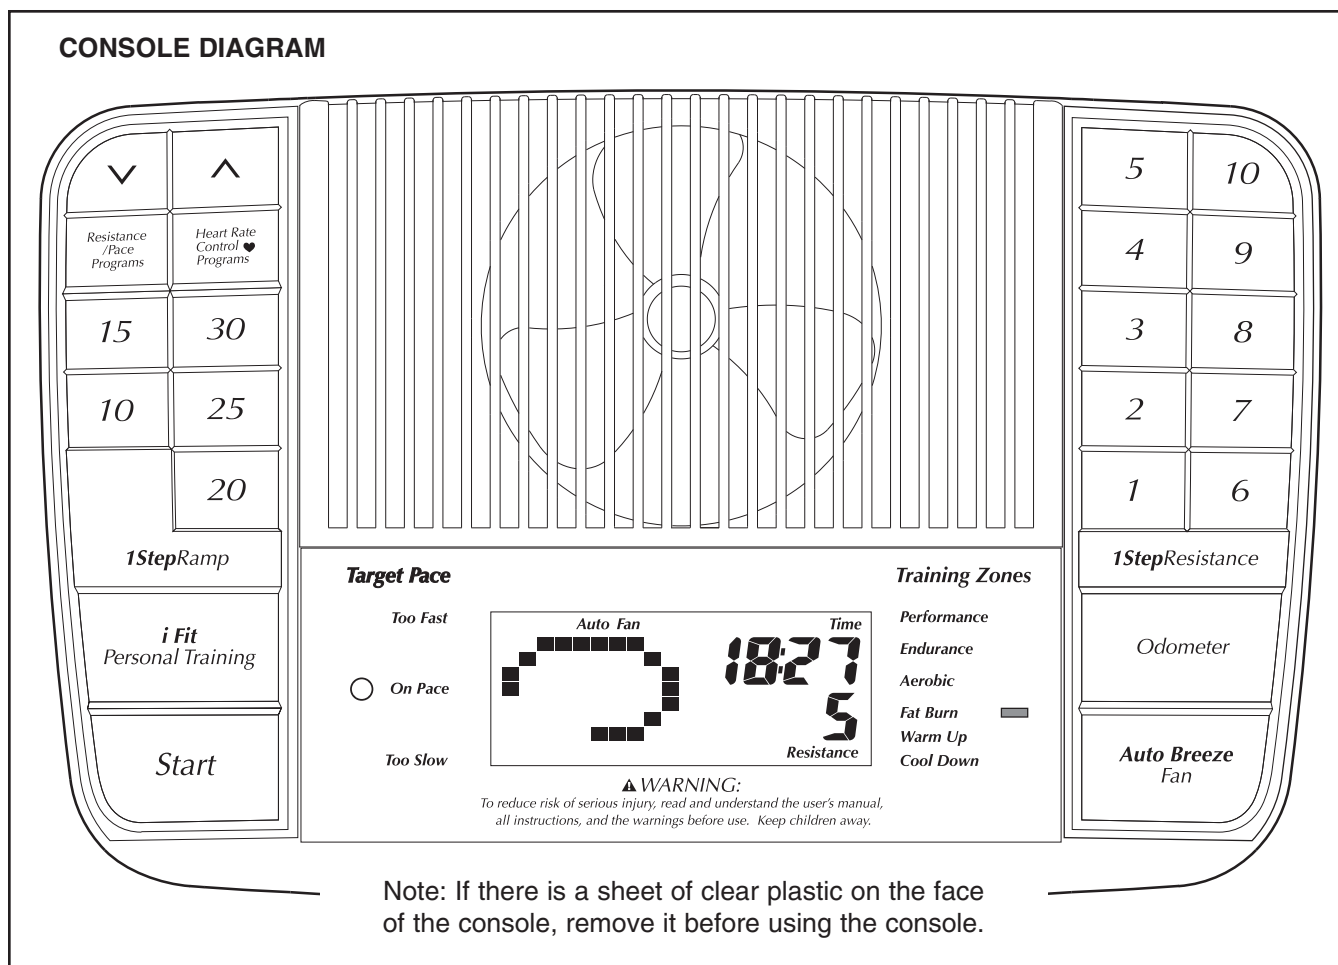 CONSOLE DIAGRAM
Resistance
/Pace
Programs
Heart Rate
Control ♥
Programs
15
30
10
25
20
1StepRamp
i Fit
Personal Training
Start
Target Pace
Too Fast
On Pace
Too Slow
Auto Fan
Time
18:27
5
Resistance
Training Zones
Performance
Endurance
Aerobic
Fat Burn
Warm Up
Cool Down
WARNING:
To reduce risk of serious injury, read and understand the user's manual,
all instructions, and the warnings before use. Keep children away.
5
10
4
9
3
8
2
7
1
6
1StepResistance
Odometer
Auto Breeze
Fan
Note: If there is a sheet of clear plastic on the face
of the console, remove it before using the console.